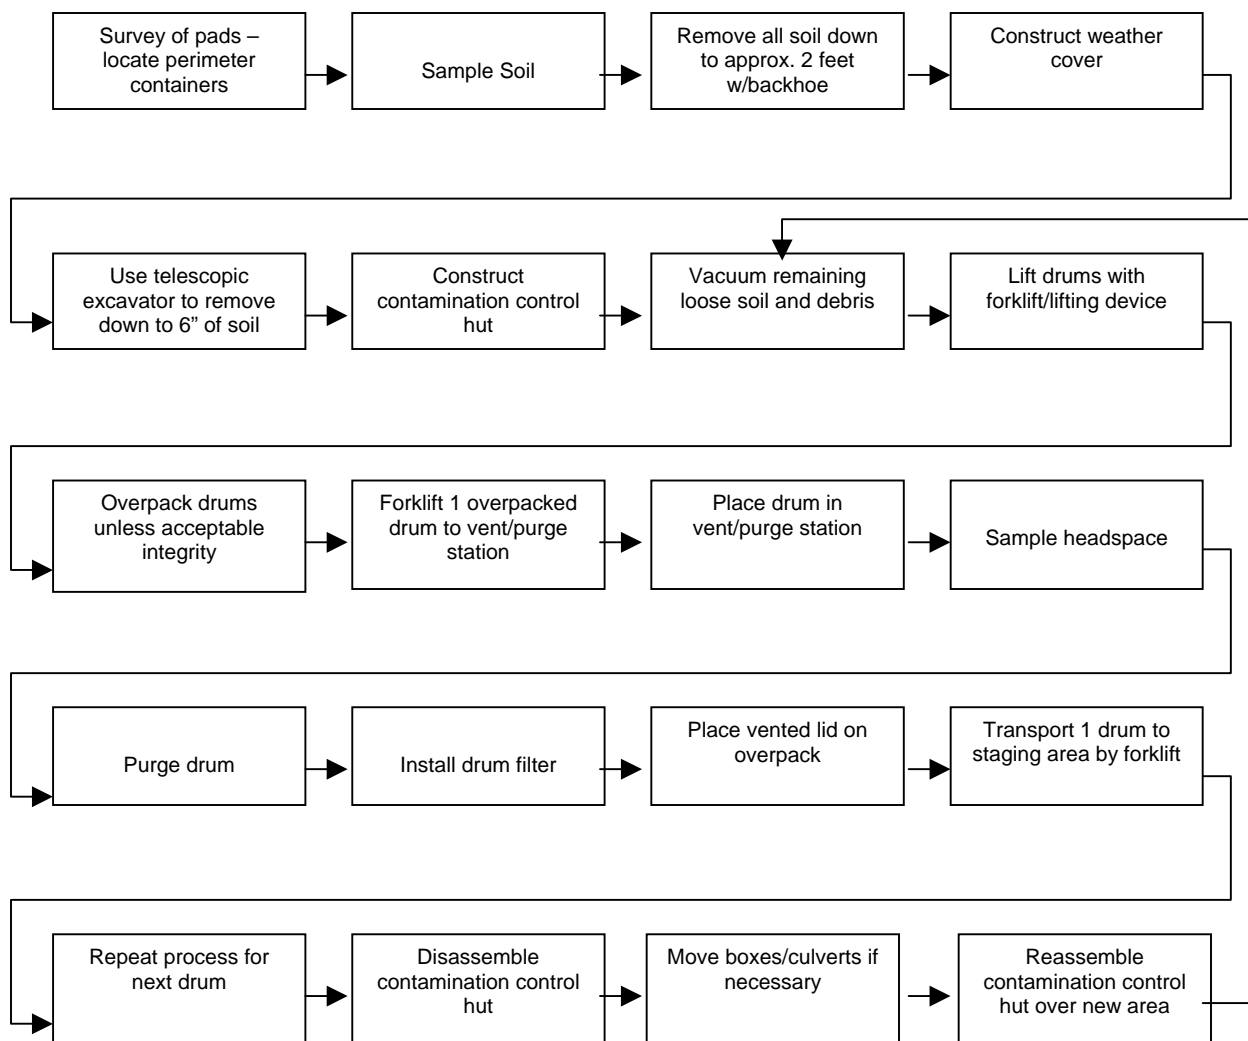 Survey of pads –
locate perimeter
containers
Sample Soil
Remove all soil down
to approx. 2 feet
w/backhoe
Construct weather
cover
Use telescopic
excavator to remove
down to 6” of soil
Construct
contamination control
hut
Vacuum remaining
loose soil and debris
Lift drums with
forklift/lifting device
Overpack drums
unless acceptable
integrity
Forklift 1 overpacked
drum to vent/purge
station
Place drum in
vent/purge station
Sample headspace
Purge drum
Install drum filter
Place vented lid on
overpack
Transport 1 drum to
staging area by forklift
Repeat process for
next drum
Disassemble
contamination control
hut
Move boxes/culverts if
necessary
Reassemble
contamination control
hut over new area